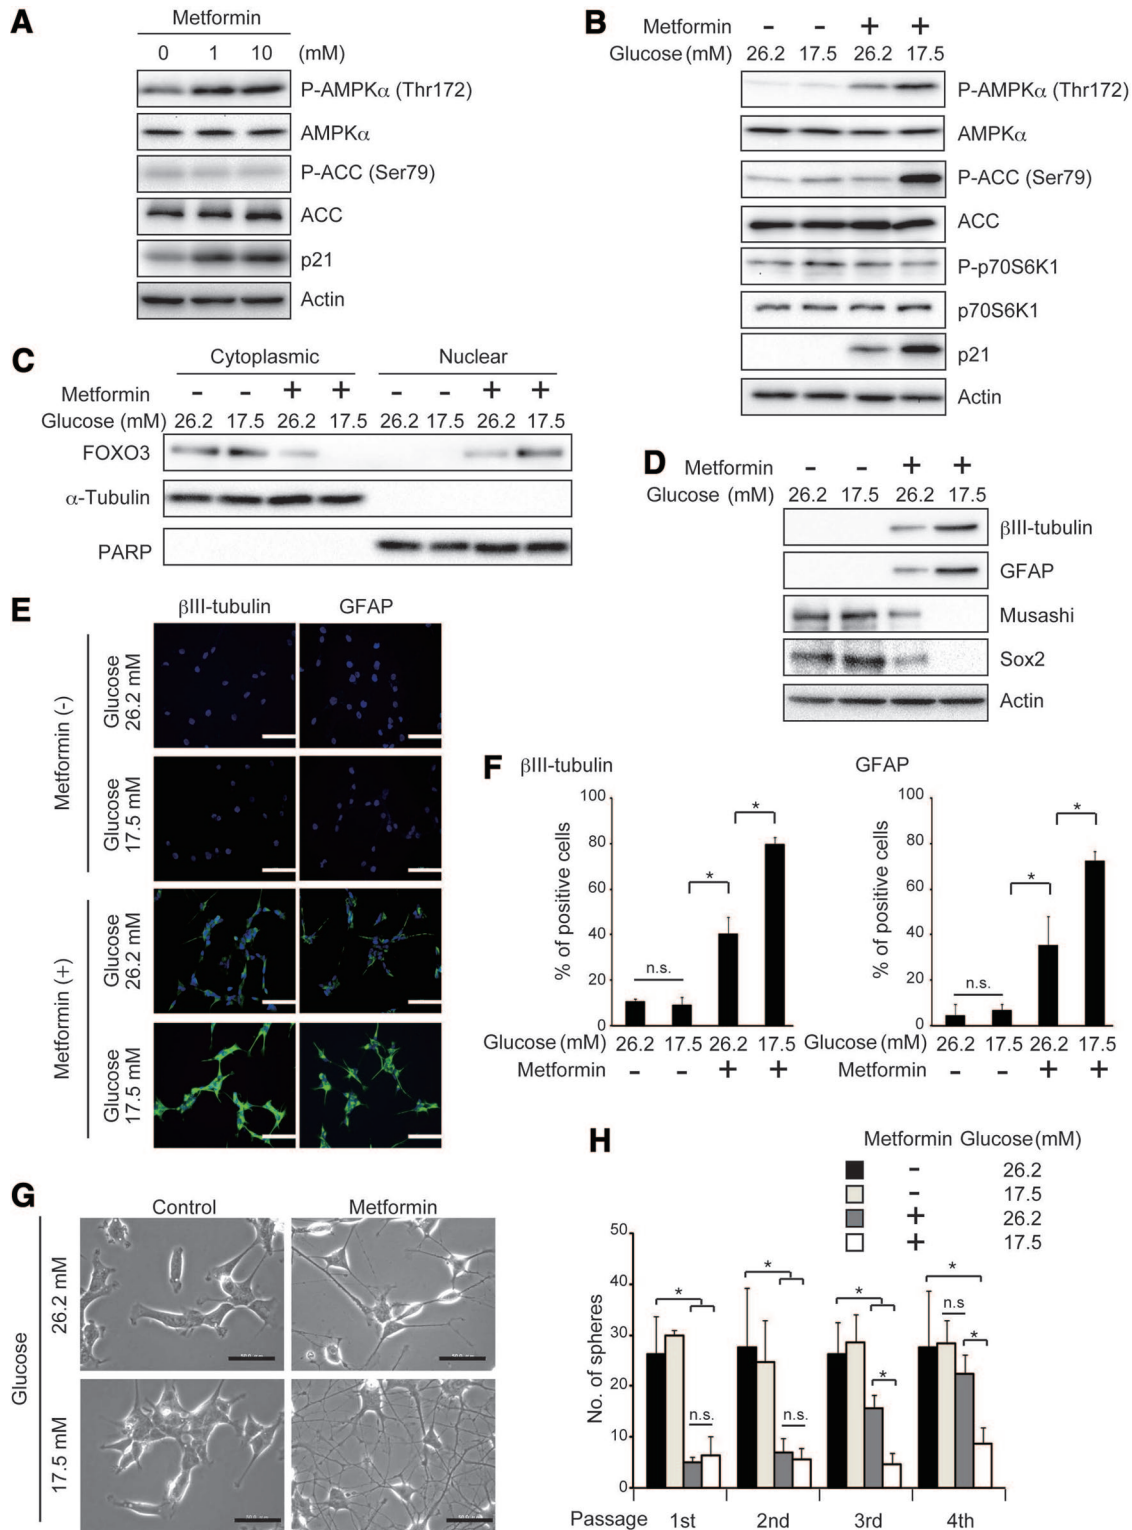 A
Metformin
0 1 10 (mM)
P-AMPKα (Thr172)
AMPKα
P-ACC (Ser79)
ACC
p21
Actin
B
Metformin - - + +
Glucose (mM) 26.2 17.5 26.2 17.5
P-AMPKα (Thr172)
AMPKα
P-ACC (Ser79)
ACC
P-p70S6K1
p70S6K1
p21
Actin
C
Cytoplasmic Nuclear
Metformin - - + + - - + +
Glucose (mM) 26.2 17.5 26.2 17.5 26.2 17.5 26.2 17.5
FOXO3
α-Tubulin
PARP
D
Metformin - - + +
Glucose (mM) 26.2 17.5 26.2 17.5
βIII-tubulin
GFAP
Musashi
Sox2
Actin
E
βIII-tubulin GFAP
Metformin (-)
Glucose
26.2 mM
Glucose
17.5 mM
Metformin (+)
Glucose
26.2 mM
Glucose
17.5 mM
F
βIII-tubulin
% of positive cells
100
80
60
40
20
0
n.s.
*
*
Glucose (mM) 26.2 17.5 26.2 17.5
Metformin - - + +
GFAP
% of positive cells
100
80
60
40
20
0
n.s.
*
*
Glucose (mM) 26.2 17.5 26.2 17.5
Metformin - - + +
G
Control Metformin
Glucose
26.2 mM
17.5 mM
H
Metformin Glucose (mM)
- 26.2
- 17.5
+ 26.2
+ 17.5
No. of spheres
50
40
30
20
10
0
* * * *
n.s *
*
n.s. n.s.
Passage 1st 2nd 3rd 4th